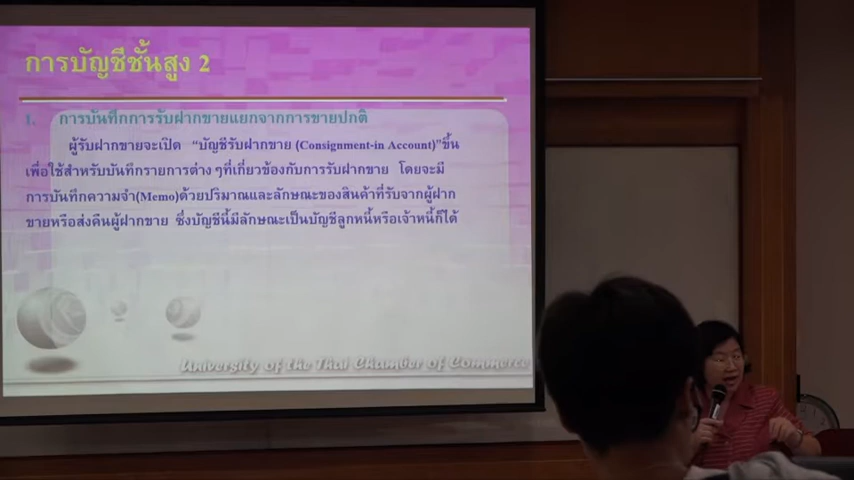 การบัญชีชั้นสูง 2
1. การบันทึกการรับฝากขายแยกจากการขายปกติ
ผู้รับฝากขายจะเปิด “บัญชีรับฝากขาย (Consignment-in Account)”ขึ้น
เพื่อใช้สำหรับบันทึกรายการต่าง ๆที่เกี่ยวข้องกับการรับฝากขาย โดยจะมี
การบันทึกความจำ(Memo)ด้วยปริมาณและลักษณะของสินค้าที่รับจากผู้ฝาก
ขายหรือส่งคืนผู้ฝากขาย ซึ่งบัญชีนี้มีลักษณะเป็นบัญชีลูกหนี้หรือเจ้าหนี้ก็ได้
University of the Thai Chamber of Commerce